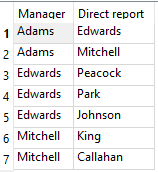 Manager Direct report
1 Adams Edwards
2 Adams Mitchell
3 Edwards Peacock
4 Edwards Park
5 Edwards Johnson
6 Mitchell King
7 Mitchell Callahan